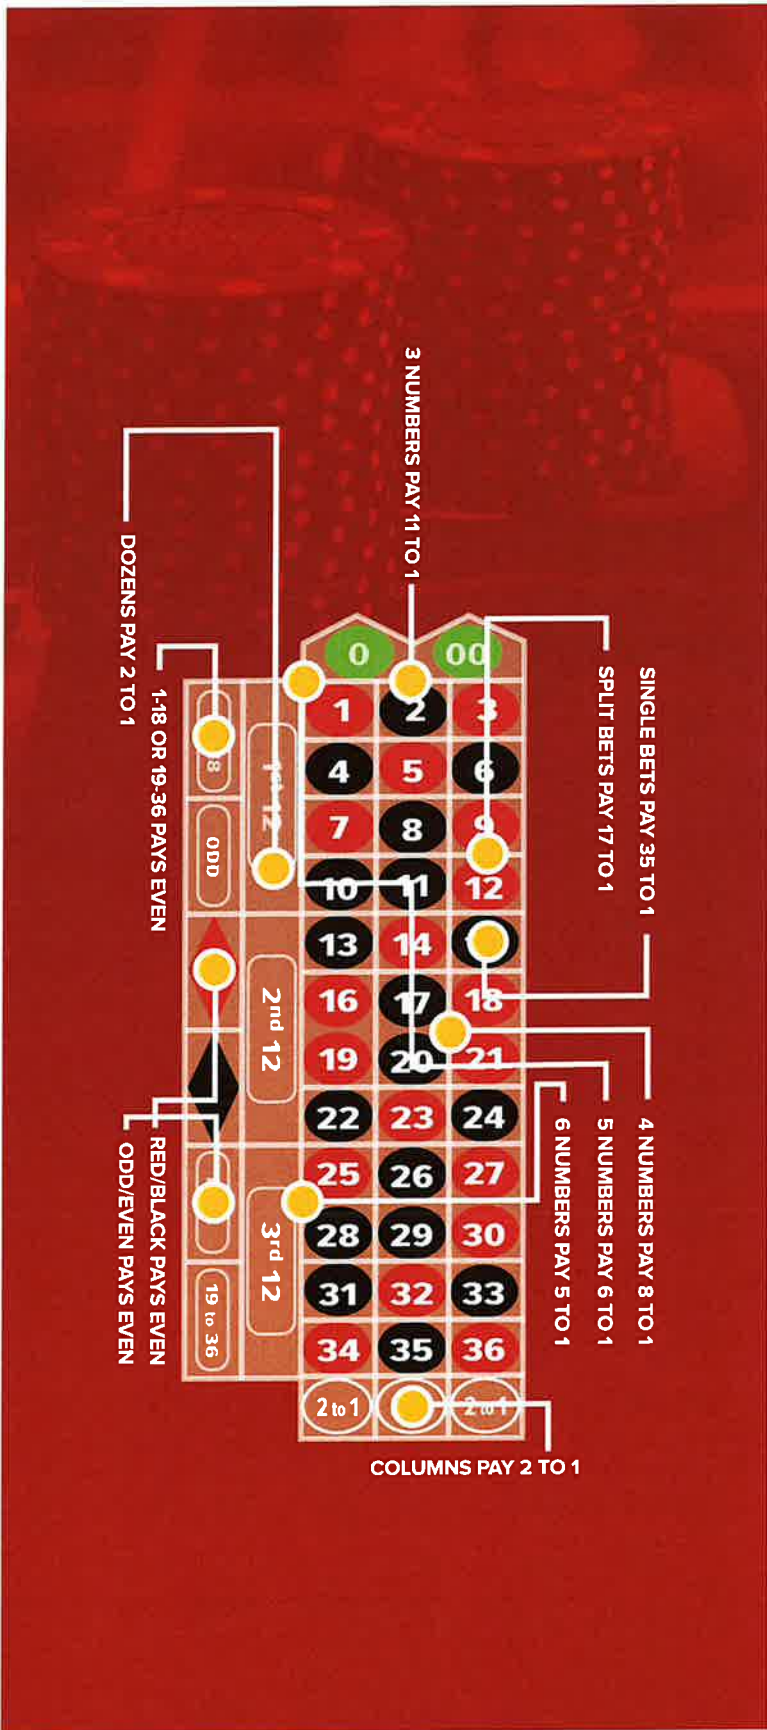 3 NUMBERS PAY 11 TO 1
SINGLE BETS PAY 35 TO 1
SPLIT BETS PAY 17 TO 1
DOZENS PAY 2 TO 1
1-18 OR 19-36 PAYS EVEN
0 00
1 2 3
4 5 6
7 8 9
10 11 12
13 14
16 17 18
19 20 21
22 23 24
25 26 27
28 29 30
31 32 33
34 35 36
2 to 1 2 to 1
1st 12
2nd 12
3rd 12
8
ODD
19 to 36
4 NUMBERS PAY 8 TO 1
5 NUMBERS PAY 6 TO 1
6 NUMBERS PAY 5 TO 1
RED/BLACK PAYS EVEN
ODD/EVEN PAYS EVEN
COLUMNS PAY 2 TO 1